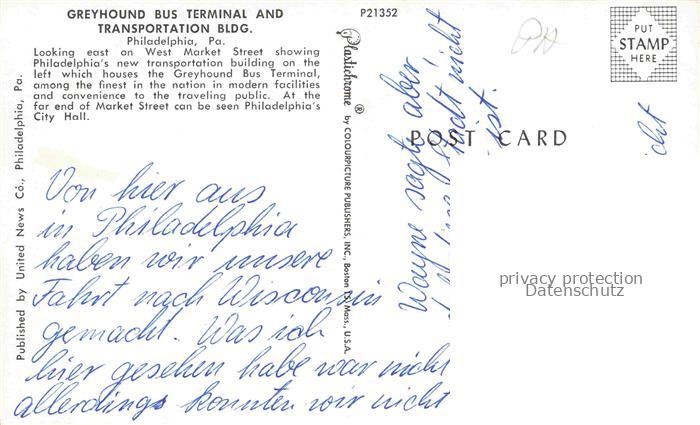 GREYHOUND BUS TERMINAL AND
TRANSPORTATION BLDG.
Philadelphia, Pa.
Looking east on West Market Street showing
Philadelphia's new transportation building on the
left which houses the Greyhound Bus Terminal,
among the finest in the nation in modern facilities
and convenience to the traveling public. At the
far end of Market Street can be seen Philadelphia's
City Hall.
Published by United News Co., Philadelphia, Pa.
Von hier aus
in Philadelphia
haben wir unsere
Fahrt nach Wisconsin
gemacht. Was ich
hier gesehen habe war nicht
allerdings konnten wir nicht
P21352
Plastichrome ® by COLOURPICTURE PUBLISHERS, INC., Boston 15, Mass., U.S.A.
Wayne sagte aber
Stadt nicht
ist.
POST CARD
PUT
STAMP
HERE
privacy protection
Datenschutz